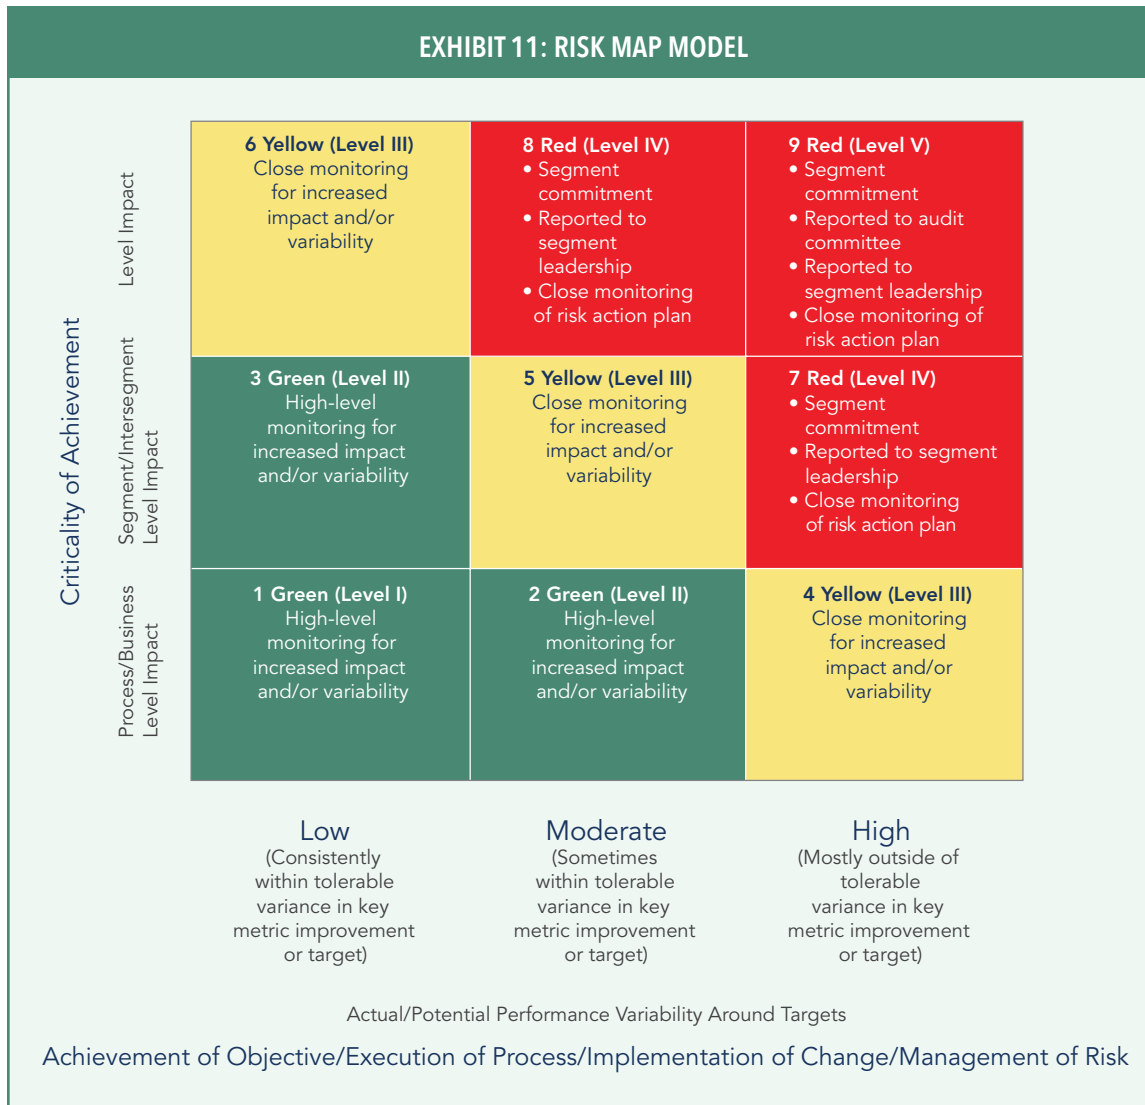 EXHIBIT 11: RISK MAP MODEL
Criticality of Achievement
Level Impact
6 Yellow (Level III)
Close monitoring
for increased
impact and/or
variability
8 Red (Level IV)
• Segment
commitment
• Reported to
segment
leadership
• Close monitoring
of risk action plan
9 Red (Level V)
• Segment
commitment
• Reported to audit
committee
• Reported to
segment leadership
• Close monitoring of
risk action plan
Segment/Intersegment
Level Impact
3 Green (Level II)
High-level
monitoring for
increased impact
and/or variability
5 Yellow (Level III)
Close monitoring
for increased
impact and/or
variability
7 Red (Level IV)
• Segment
commitment
• Reported to segment
leadership
• Close monitoring
of risk action plan
Process/Business
Level Impact
1 Green (Level I)
High-level
monitoring for
increased impact
and/or variability
2 Green (Level II)
High-level
monitoring for
increased impact
and/or variability
4 Yellow (Level III)
Close monitoring
for increased
impact and/or
variability
Low
(Consistently
within tolerable
variance in key
metric improvement
or target)
Moderate
(Sometimes
within tolerable
variance in key
metric improvement
or target)
High
(Mostly outside of
tolerable
variance in key
metric improvement
or target)
Actual/Potential Performance Variability Around Targets
Achievement of Objective/Execution of Process/Implementation of Change/Management of Risk